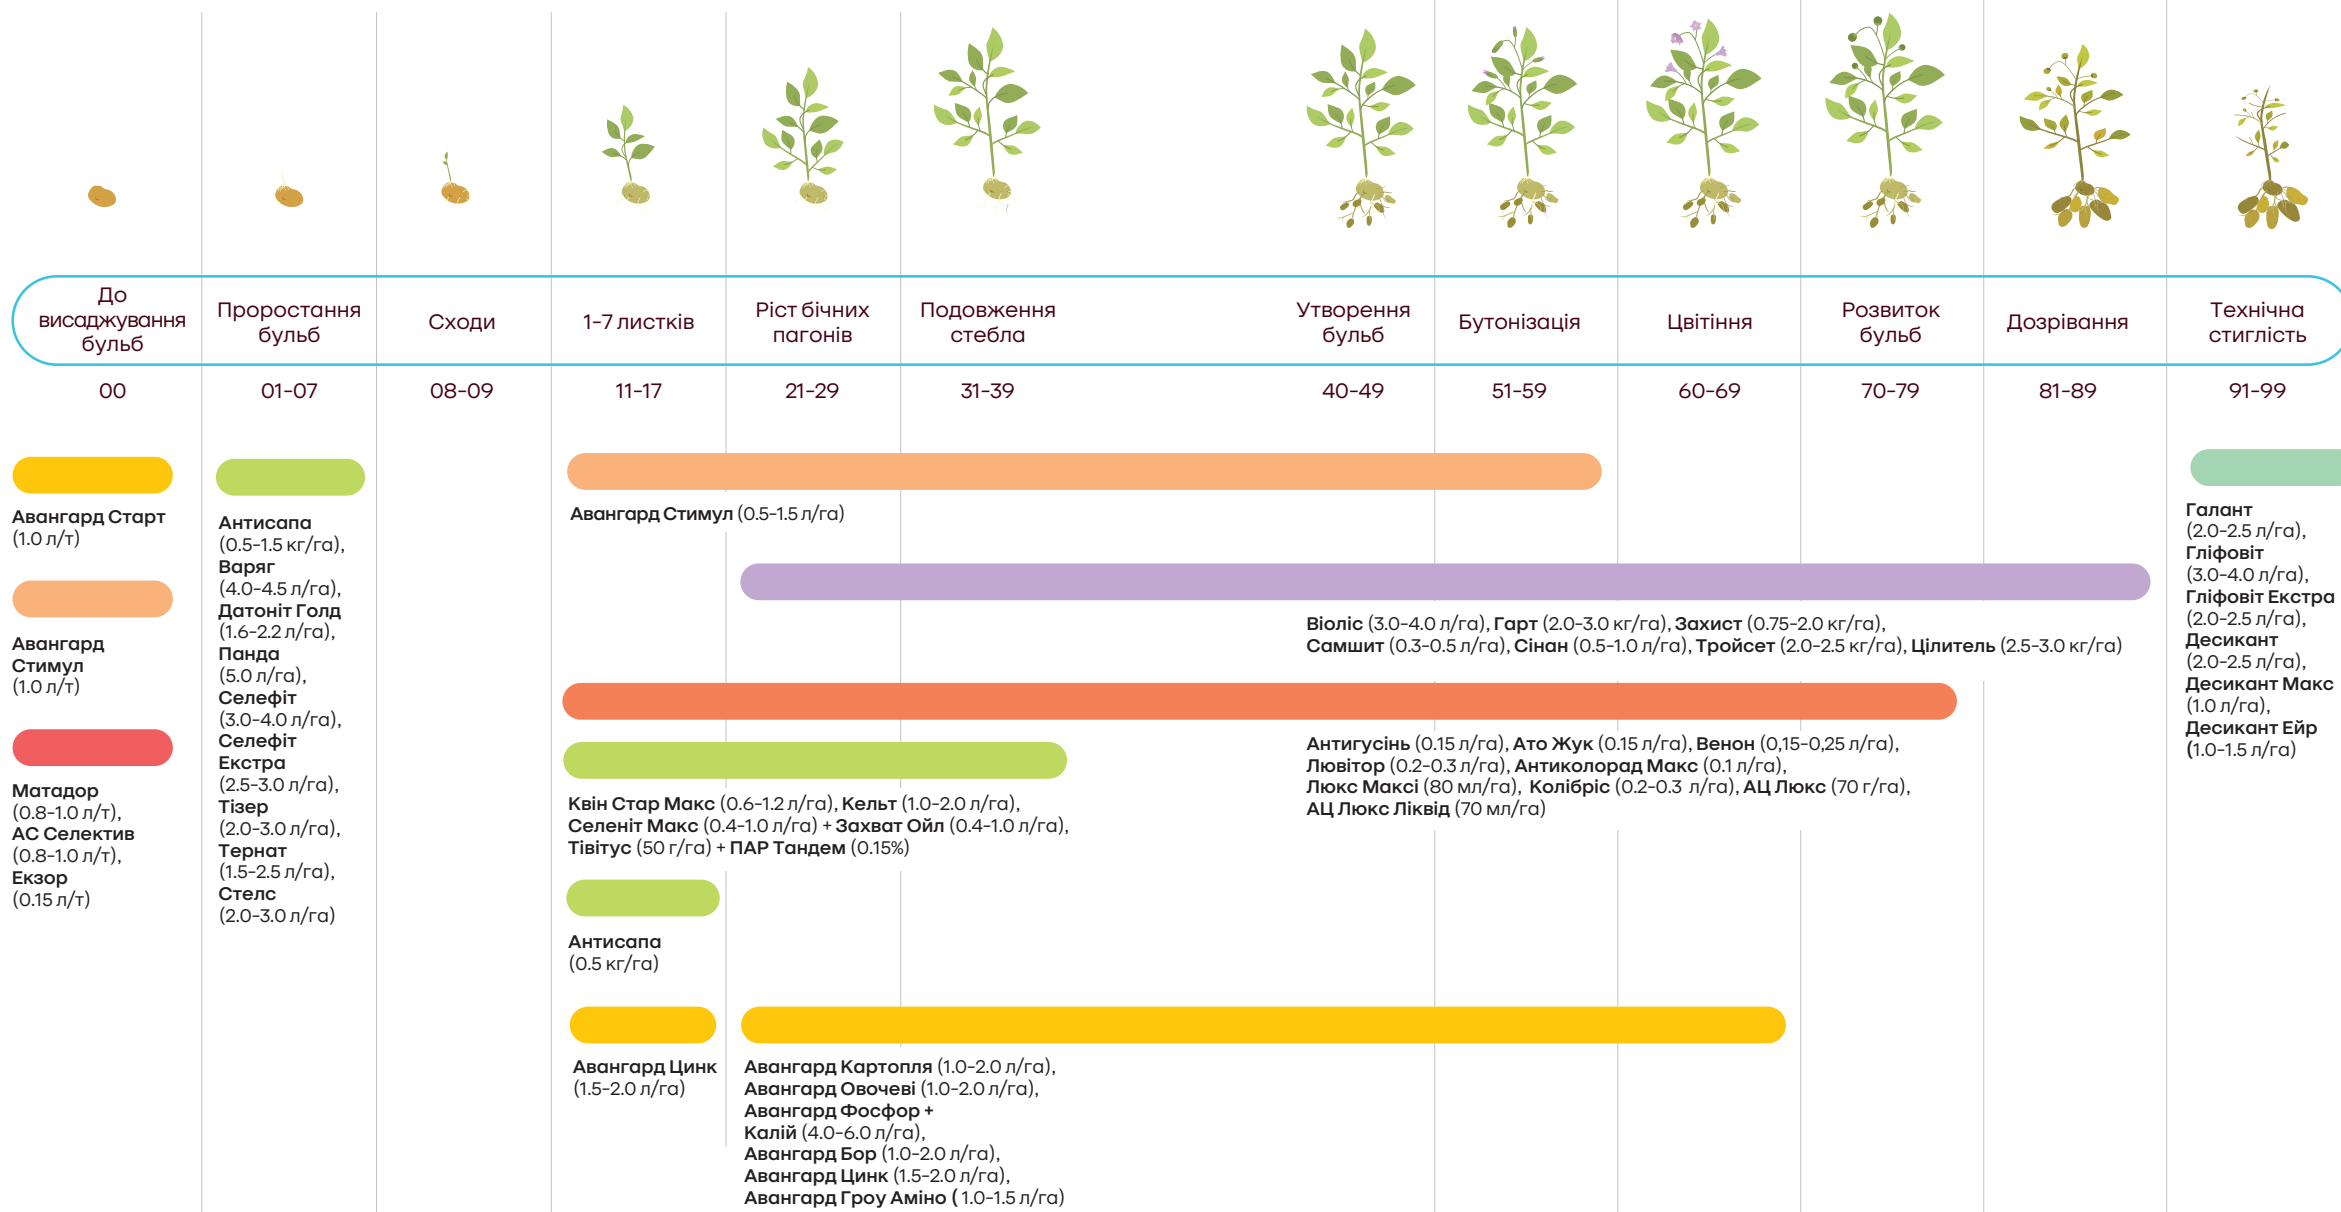 До
висаджування
бульб
Проростання
бульб
Сходи
1-7 листків
Ріст бічних
пагонів
Подовження
стебла
Утворення
бульб
Бутонізація
Цвітіння
Розвиток
бульб
Дозрівання
Технічна
стиглість
00
01-07
08-09
11-17
21-29
31-39
40-49
51-59
60-69
70-79
81-89
91-99
Авангард Старт
(1.0 л/т)
Авангард
Стимул
(1.0 л/т)
Матадор
(0.8-1.0 л/т),
АС Селектив
(0.8-1.0 л/т),
Екзор
(0.15 л/т)
Антисапа
(0.5-1.5 кг/га),
Варяг
(4.0-4.5 л/га),
Датоніт Голд
(1.6-2.2 л/га),
Панда
(5.0 л/га),
Селефіт
(3.0-4.0 л/га),
Селефіт
Екстра
(2.5-3.0 л/га),
Тізер
(2.0-3.0 л/га),
Тернат
(1.5-2.5 л/га),
Стелс
(2.0-3.0 л/га)
Авангард Стимул (0.5-1.5 л/га)
Віоліс (3.0-4.0 л/га), Гарт (2.0-3.0 кг/га), Захист (0.75-2.0 кг/га),
Самшит (0.3-0.5 л/га), Сінан (0.5-1.0 л/га), Тройсет (2.0-2.5 кг/га), Цілитель (2.5-3.0 кг/га)
Антигусінь (0.15 л/га), Ато Жук (0.15 л/га), Венон (0,15-0,25 л/га),
Лювітор (0.2-0.3 л/га), Антиколорад Макс (0.1 л/га),
Люкс Максі (80 мл/га), Колібріс (0.2-0.3 л/га), АЦ Люкс (70 г/га),
АЦ Люкс Ліквід (70 мл/га)
Квін Стар Макс (0.6-1.2 л/га), Кельт (1.0-2.0 л/га),
Селеніт Макс (0.4-1.0 л/га) + Захват Ойл (0.4-1.0 л/га),
Тівітус (50 г/га) + ПАР Тандем (0.15%)
Антисапа
(0.5 кг/га)
Авангард Цинк
(1.5-2.0 л/га)
Авангард Картопля (1.0-2.0 л/га),
Авангард Овочеві (1.0-2.0 л/га),
Авангард Фосфор +
Калій (4.0-6.0 л/га),
Авангард Бор (1.0-2.0 л/га),
Авангард Цинк (1.5-2.0 л/га),
Авангард Гроу Аміно ( 1.0-1.5 л/га)
Галант
(2.0-2.5 л/га),
Гліфовіт
(3.0-4.0 л/га),
Гліфовіт Екстра
(2.0-2.5 л/га),
Десикант
(2.0-2.5 л/га),
Десикант Макс
(1.0 л/га),
Десикант Ейр
(1.0-1.5 л/га)